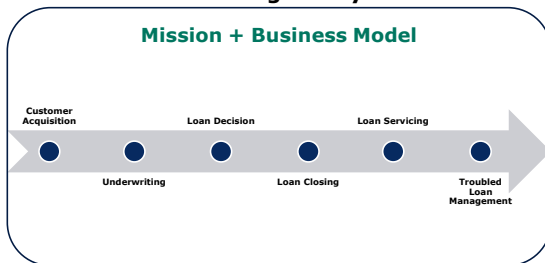 Mission + Business Model
Customer
Acquisition
Loan Decision
Loan Servicing
Underwriting
Loan Closing
Troubled
Loan
Management